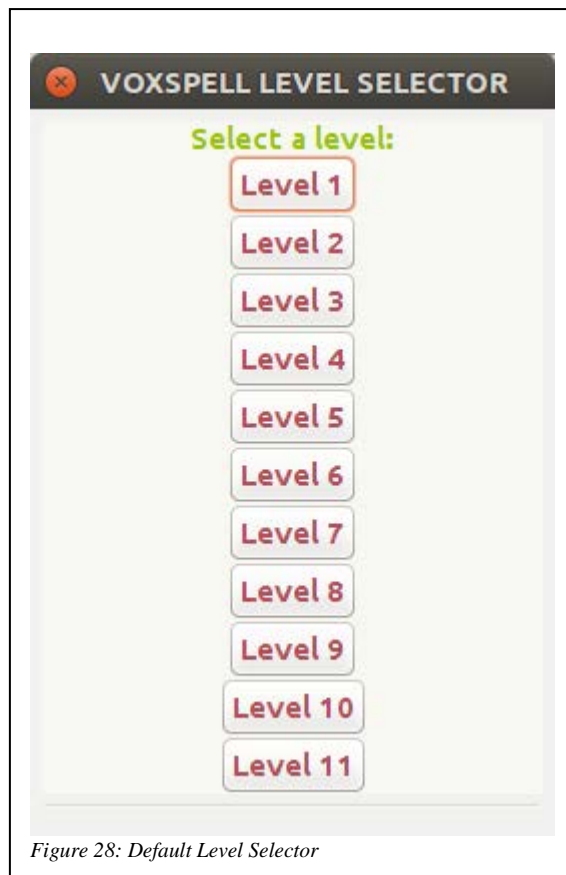 VOXSPELL LEVEL SELECTOR
Select a level:
Level 1
Level 2
Level 3
Level 4
Level 5
Level 6
Level 7
Level 8
Level 9
Level 10
Level 11
Figure 28: Default Level Selector